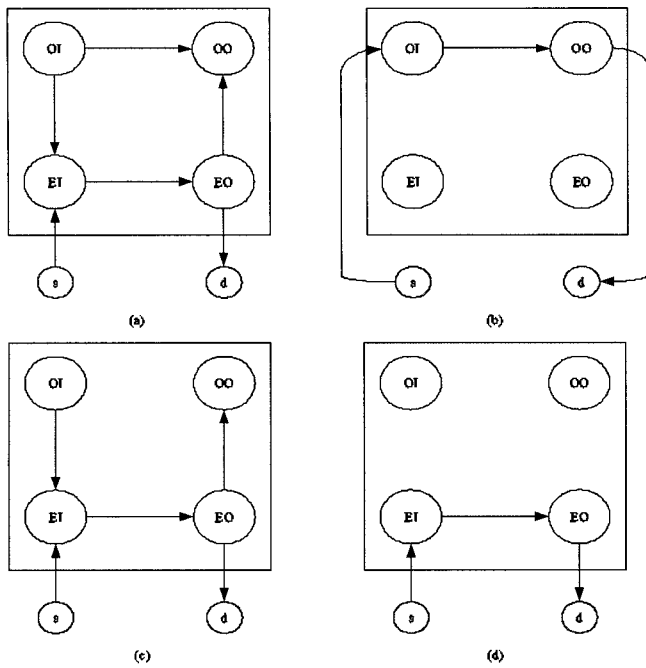 OI OO
EI EO
s d
(a)
OI OO
EI EO
s d
(b)
OI OO
EI EO
s d
(c)
OI OO
EI EO
s d
(d)